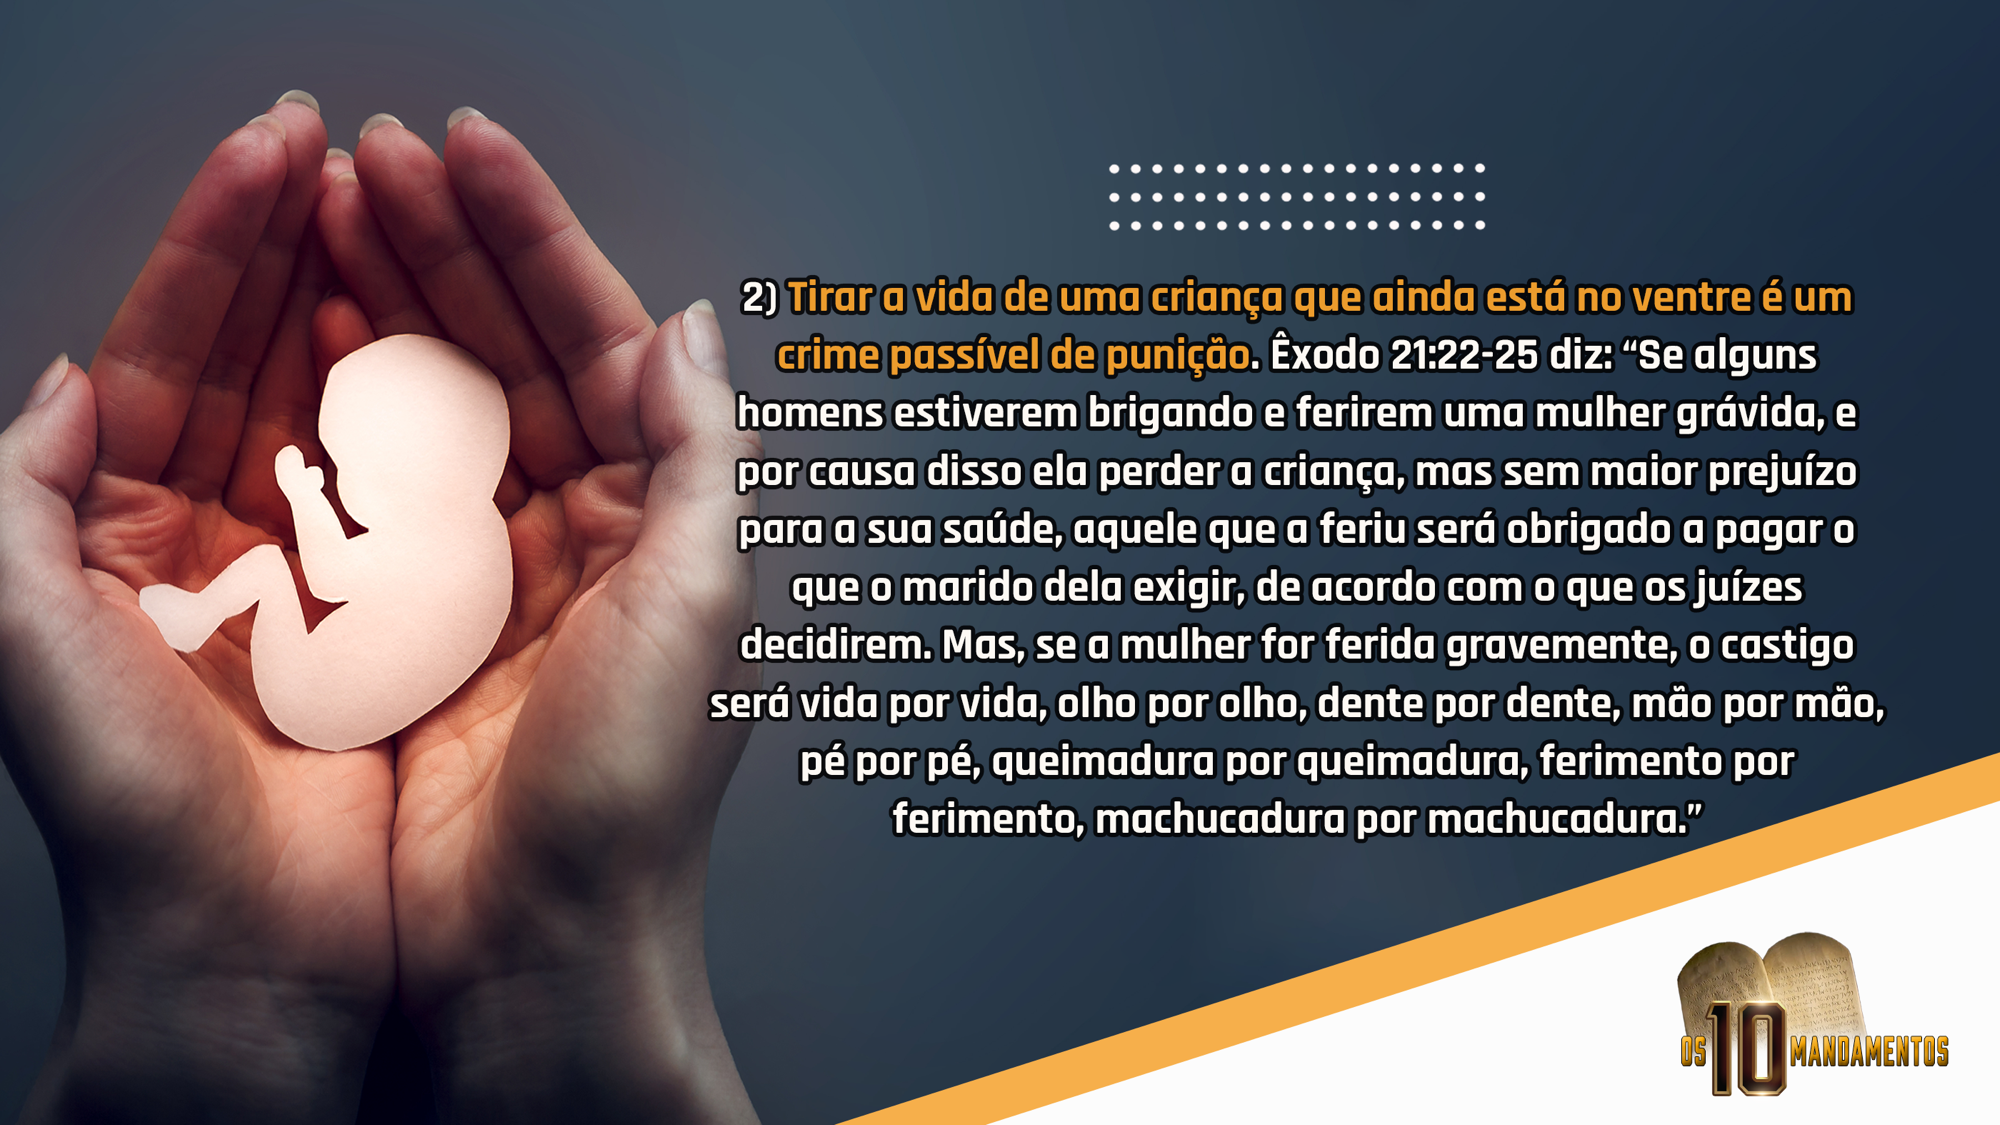 2) Tirar a vida de uma criança que ainda está no ventre é um
crime passível de punição. Êxodo 21:22-25 diz: “Se alguns
homens estiverem brigando e ferirem uma mulher grávida, e
por causa disso ela perder a criança, mas sem maior prejuízo
para a sua saúde, aquele que a feriu será obrigado a pagar o
que o marido dela exigir, de acordo com o que os juízes
decidirem. Mas, se a mulher for ferida gravemente, o castigo
será vida por vida, olho por olho, dente por dente, mão por mão,
pé por pé, queimadura por queimadura, ferimento por
ferimento, machucadura por machucadura.”
OS 10 MANDAMENTOS